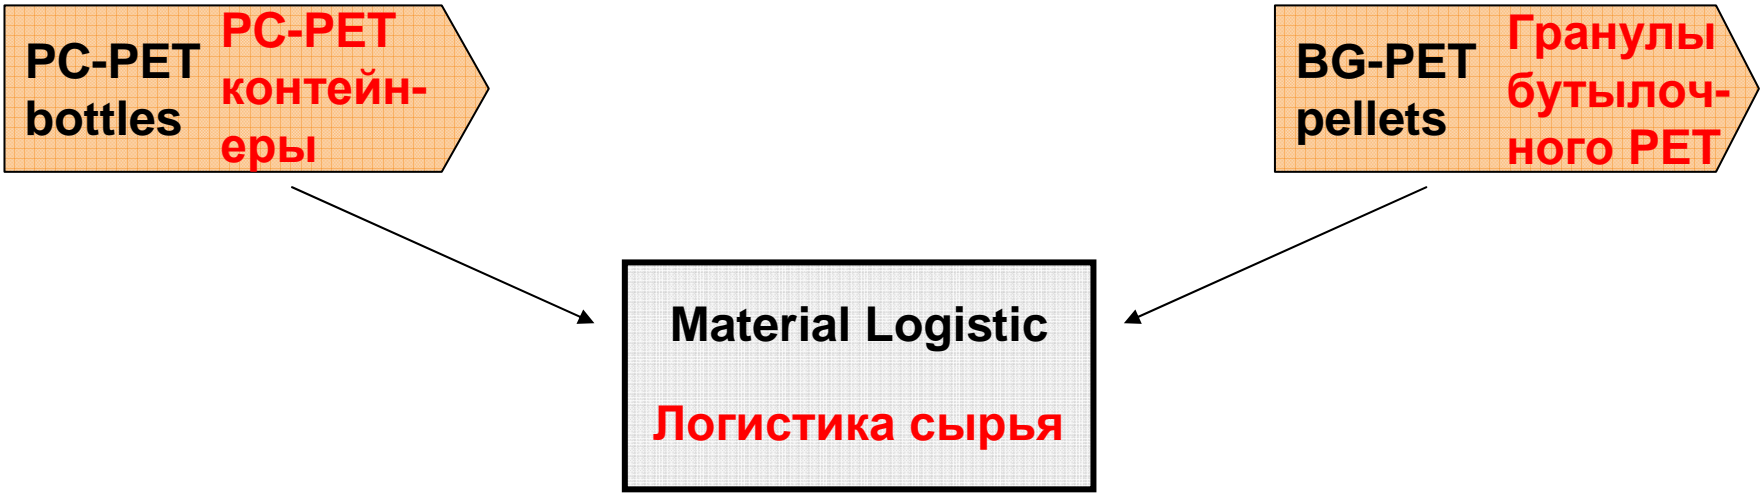 PC-PET
bottles
PC-PET
контейн-
еры
BG-PET
pellets
Гранулы
бутылоч-
ного PET
Material Logistic
Логистика сырья